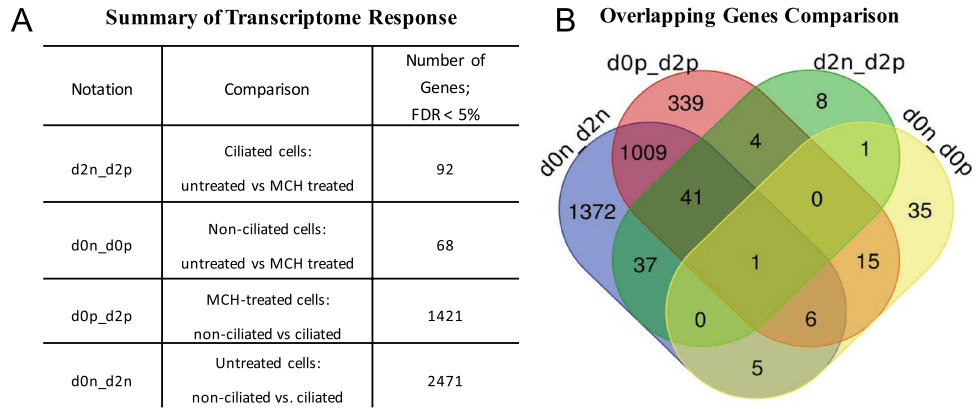 A
Summary of Transcriptome Response
Notation
Comparison
Number of
Genes;
FDR < 5%
d2n_d2p
Ciliated cells:
untreated vs MCH treated
92
d0n_d0p
Non-ciliated cells:
untreated vs MCH treated
68
d0p_d2p
MCH-treated cells:
non-ciliated vs ciliated
1421
d0n_d2n
Untreated cells:
non-ciliated vs. ciliated
2471
B
Overlapping Genes Comparison
d0p_d2p
d2n_d2p
d0n_d2n
d0n_d0p
339
8
1009
4
1
1372
41
0
35
37
1
15
0
6
5